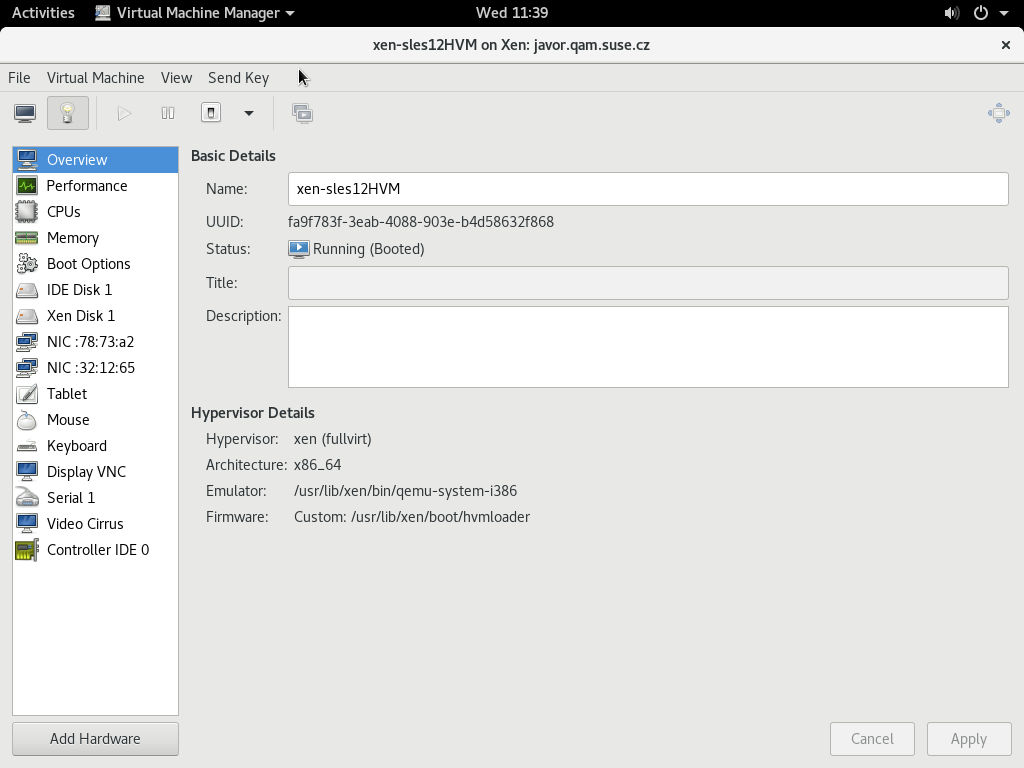 Activities Virtual Machine Manager Wed 11:39
xen-sles12HVM on Xen: javor.qam.suse.cz
File Virtual Machine View Send Key
Overview
Performance
CPUs
Memory
Boot Options
IDE Disk 1
Xen Disk 1
NIC :78:73:a2
NIC :32:12:65
Tablet
Mouse
Keyboard
Display VNC
Serial 1
Video Cirrus
Controller IDE 0
Add Hardware
Basic Details
Name: xen-sles12HVM
UUID: fa9f783f-3eab-4088-903e-b4d58632f868
Status: Running (Booted)
Title:
Description:
Hypervisor Details
Hypervisor: xen (fullvirt)
Architecture: x86_64
Emulator: /usr/lib/xen/bin/qemu-system-i386
Firmware: Custom: /usr/lib/xen/boot/hvmloader
Cancel Apply